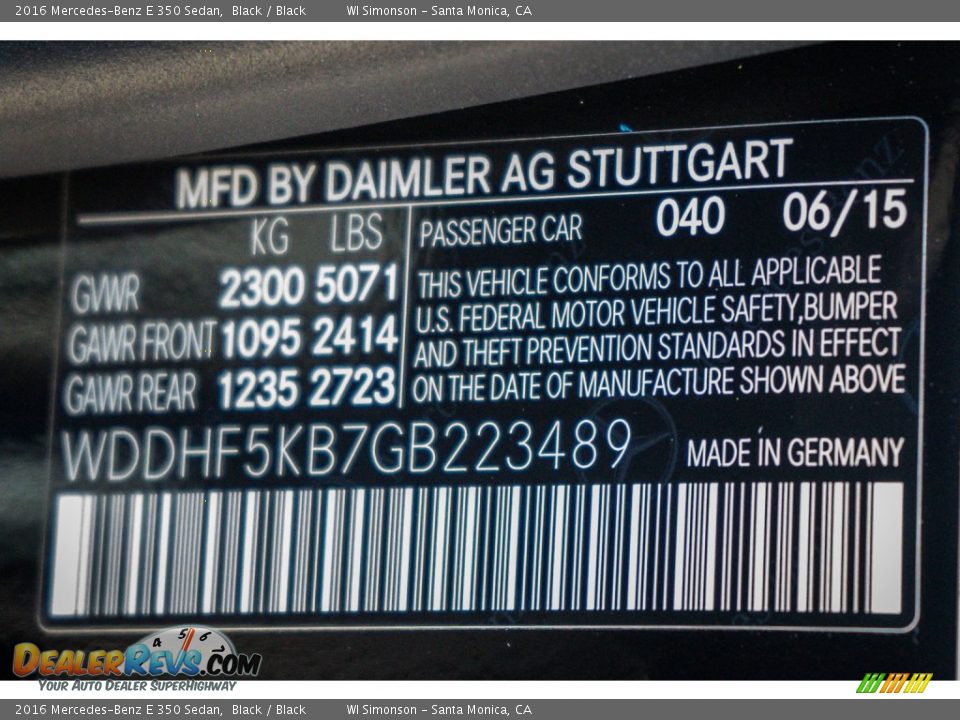 2016 Mercedes-Benz E 350 Sedan, Black / Black WI Simonson - Santa Monica, CA
MFD BY DAIMLER AG STUTTGART
KG LBS PASSENGER CAR 040 06/15
GVWR 2300 5071
GAWR FRONT 1095 2414
GAWR REAR 1235 2723
THIS VEHICLE CONFORMS TO ALL APPLICABLE
U.S. FEDERAL MOTOR VEHICLE SAFETY,BUMPER
AND THEFT PREVENTION STANDARDS IN EFFECT
ON THE DATE OF MANUFACTURE SHOWN ABOVE
WDDHF5KB7GB223489 MADE IN GERMANY
4 5 6
DEALERREVS.COM
YOUR AUTO DEALER SUPERHIGHWAY
2016 Mercedes-Benz E 350 Sedan, Black / Black WI Simonson - Santa Monica, CA